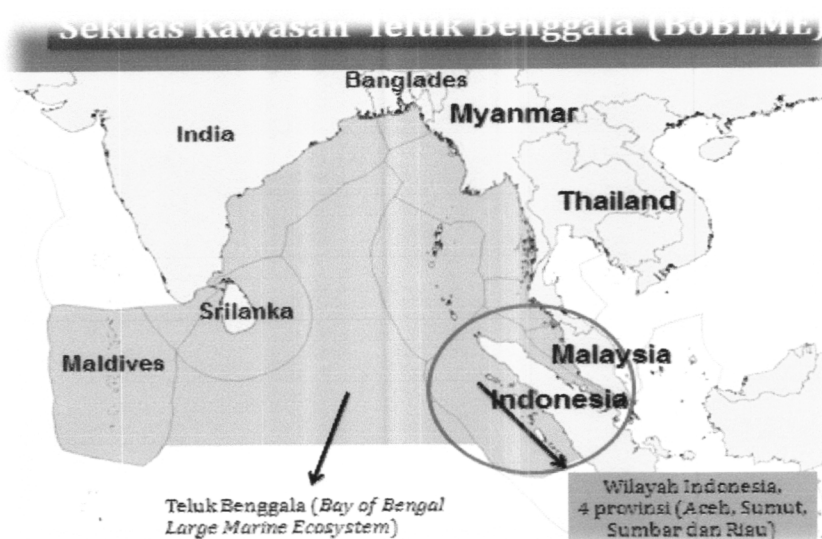 Sekilas Kawasan Teluk Benggala (BoBLME)
Banglades
Myanmar
India
Thailand
Srilanka
Malaysia
Maldives
Indonesia
Wilayah Indonesia,
4 provinsi (Aceh, Sumut,
Sumbar dan Riau)
Teluk Benggala (Bay of Bengal
Large Marine Ecosystem)